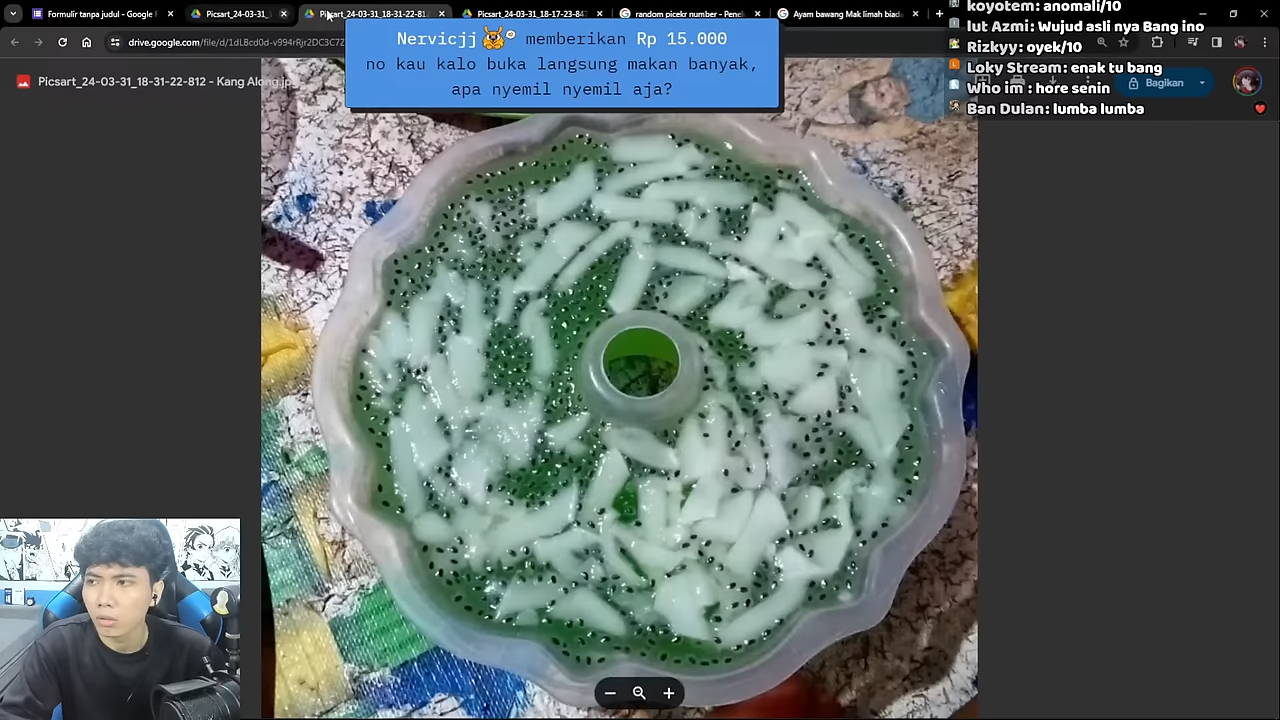 Formulir tanpa judul - Google F
Picsart_24-03-31_1
Picsart_24-03-31_18-31-22-81
Picsart_24-03-31_18-17-23-847
random picekr number - Pene
Ayam bawang Mak limah biad
drive.google.com/file/d/1dL8cd0d-v994rRjr2DC3C7Z
Picsart_24-03-31_18-31-22-812 - Kang Along.jp
Nervicjj memberikan Rp 15.000
no kau kalo buka langsung makan banyak,
apa nyemil nyemil aja?
koyotem: anomali/10
lut Azmi: Wujud asli nya Bang ino
Rizkyy: oyek/10
Loky Stream: enak tu bang
Who im : hore senin
Ban Dulan: lumba lumba
Bagikan